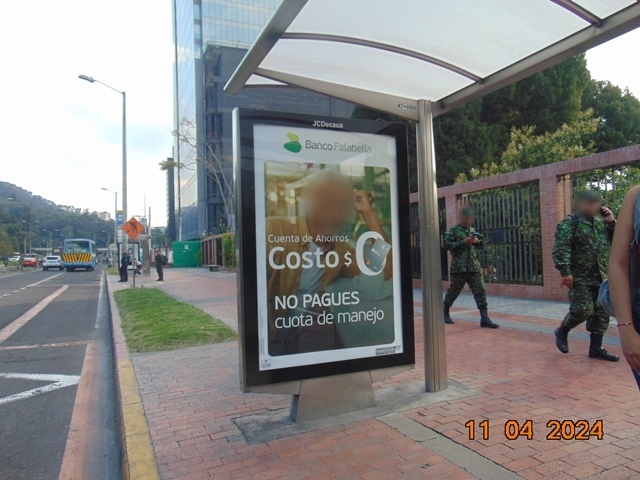 JCDecaux
Banco Falabella
Cuenta de Ahorros
Costo $0
NO PAGUES
cuota de manejo
11 04 2024